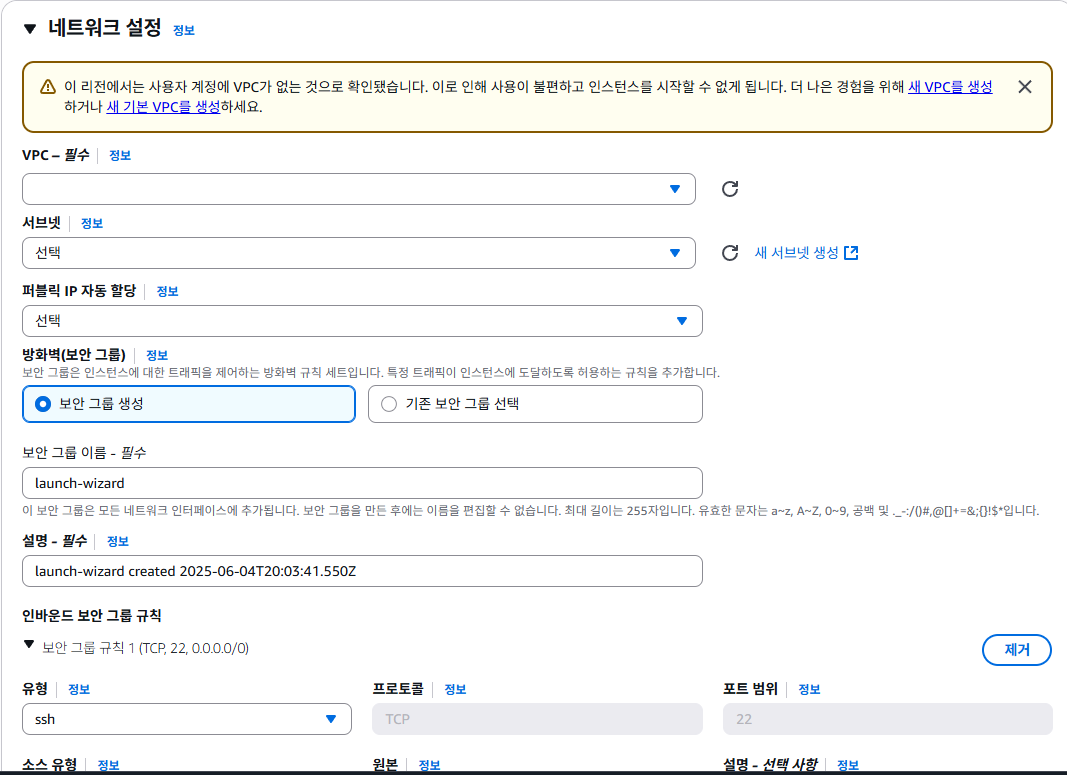 네트워크 설정 정보
이 리전에서는 사용자 계정에 VPC가 없는 것으로 확인됐습니다. 이로 인해 사용이 불편하고 인스턴스를 시작할 수 없게 됩니다. 더 나은 경험을 위해 새 VPC를 생성
하거나 새 기본 VPC를 생성하세요.
VPC – 필수 정보
서브넷 정보
선택
새 서브넷 생성
퍼블릭 IP 자동 할당 정보
선택
방화벽(보안 그룹) 정보
보안 그룹은 인스턴스에 대한 트래픽을 제어하는 방화벽 규칙 세트입니다. 특정 트래픽이 인스턴스에 도달하도록 허용하는 규칙을 추가합니다.
보안 그룹 생성 기존 보안 그룹 선택
보안 그룹 이름 - 필수
launch-wizard
이 보안 그룹은 모든 네트워크 인터페이스에 추가됩니다. 보안 그룹을 만든 후에는 이름을 편집할 수 없습니다. 최대 길이는 255자입니다. 유효한 문자는 a~z, A~Z, 0~9, 공백 및 ._-:/()#,@[]+=&;{}!$*입니다.
설명 - 필수 정보
launch-wizard created 2025-06-04T20:03:41.550Z
인바운드 보안 그룹 규칙
보안 그룹 규칙 1 (TCP, 22, 0.0.0.0/0) 제거
유형 정보 프로토콜 정보 포트 범위 정보
ssh TCP 22
소스 유형 정보 원본 정보 설명 - 선택 사항 정보